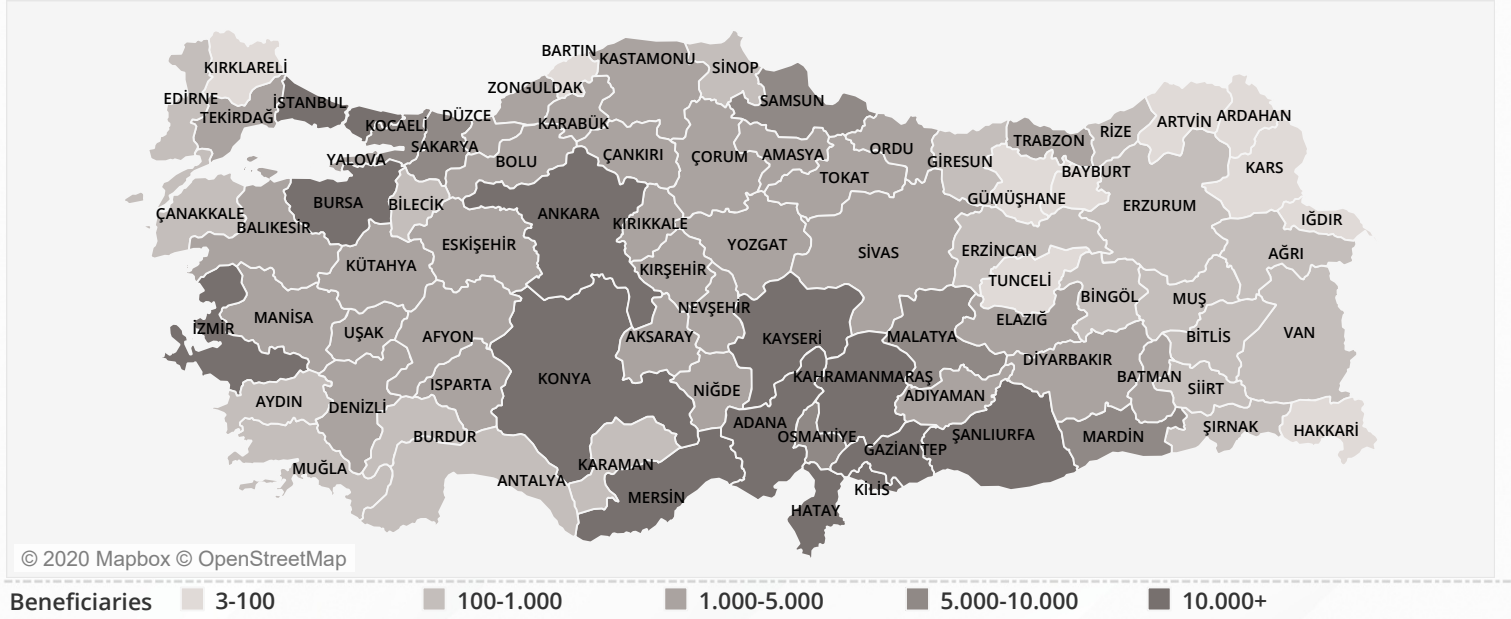 BARTIN
KASTAMONU
KIRKLARELİ
SİNOP
ZONGULDAK
EDİRNE
İSTANBUL
SAMSUN
TEKİRDAĞ
DÜZCE
KOCAELİ
KARABÜK
ARTVİN
ARDAHAN
RİZE
TRABZON
SAKARYA
YALOVA
BOLU
ÇANKIRI
ÇORUM
AMASYA
ORDU
GİRESUN
KARS
BAYBURT
TOKAT
GÜMÜŞHANE
BURSA
BİLECİK
ÇANAKKALE
ANKARA
ERZURUM
BALIKESİR
KIRIKKALE
IĞDIR
ESKİŞEHİR
YOZGAT
SİVAS
ERZİNCAN
AĞRI
KÜTAHYA
KIRŞEHİR
TUNCELİ
BİNGÖL
MUŞ
NEVŞEHİR
MANİSA
ELAZIĞ
İZMİR
UŞAK
AFYON
AKSARAY
KAYSERİ
MALATYA
BİTLİS
VAN
DİYARBAKIR
KONYA
KAHRAMANMARAŞ
BATMAN
ISPARTA
NİĞDE
SİİRT
ADIYAMAN
AYDIN
DENİZLİ
ADANA
ŞIRNAK
HAKKARİ
BURDUR
OSMANİYE
ŞANLIURFA
MARDİN
GAZİANTEP
MUĞLA
KARAMAN
ANTALYA
KİLİS
MERSİN
HATAY
© 2020 Mapbox © OpenStreetMap
Beneficiaries 3-100 100-1.000 1.000-5.000 5.000-10.000 10.000+